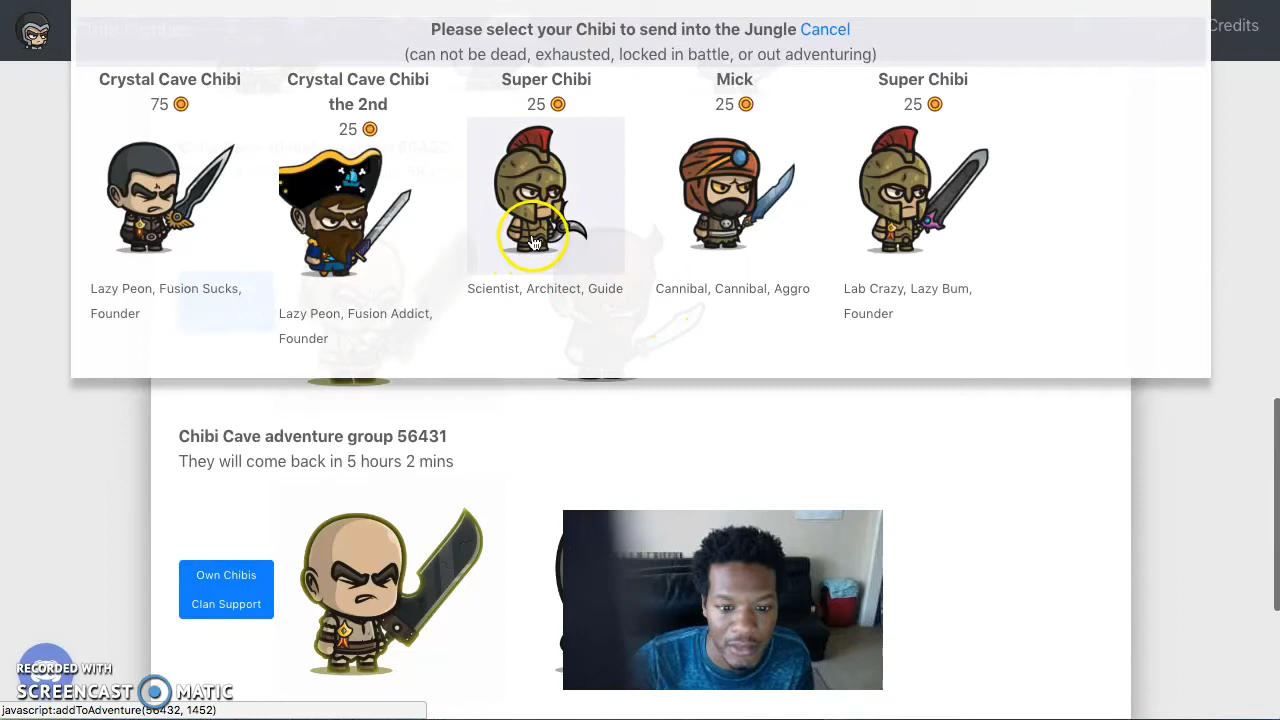 Please select your Chibi to send into the Jungle Cancel
Credits
(can not be dead, exhausted, locked in battle, or out adventuring)
Crystal Cave Chibi
75
Crystal Cave Chibi
the 2nd
25
Super Chibi
25
Mick
25
Super Chibi
25
Lazy Peon, Fusion Sucks,
Founder
Lazy Peon, Fusion Addict,
Founder
Scientist, Architect, Guide
Cannibal, Cannibal, Aggro
Lab Crazy, Lazy Bum,
Founder
Chibi Cave adventure group 56431
They will come back in 5 hours 2 mins
Own Chibis
Clan Support
RECORDED WITH
SCREENCAST MATIC
javascript:addToAdventure(56432, 1452)